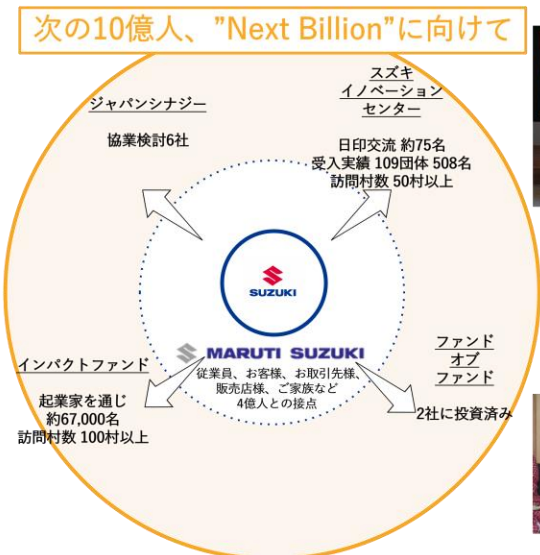 次の10億人、”Next Billion”に向けて
ジャパンシナジー
協業検討6社
スズキ
イノベーション
センター
日印交流 約75名
受入実績 109団体 508名
訪問村数 50村以上
SUZUKI
MARUTI SUZUKI
従業員、お客様、お取引先様、
販売店様、ご家族など
4億人との接点
インパクトファンド
起業家を通じ
約67,000名
訪問村数 100村以上
ファンド
オブ
ファンド
2社に投資済み